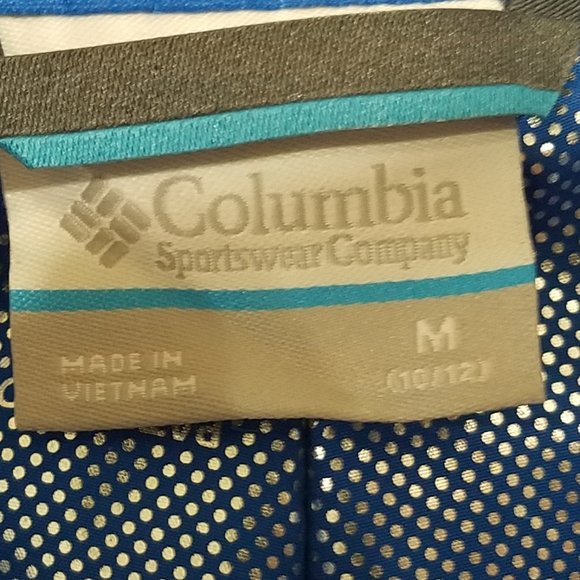 Columbia
Sportswear Company
MADE IN
VIETNAM
M
(10/12)